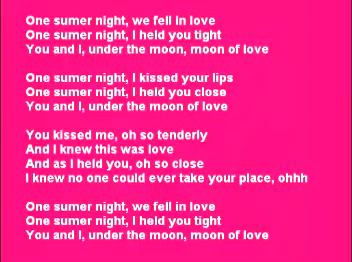 One sumer night, we fell in love
One sumer night, I held you tight
You and I, under the moon, moon of love
One sumer night, I kissed your lips
One sumer night, I held you close
You and I, under the moon of love
You kissed me, oh so tenderly
And I knew this was love
And as I held you, oh so close
I knew no one could ever take your place, ohhh
One sumer night, we fell in love
One sumer night, I held you tight
You and I, under the moon, moon of love